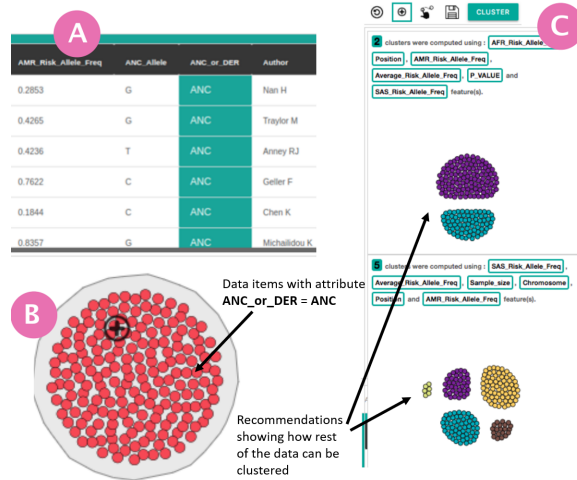 A
AMR_Risk_Allele_Freq ANC_Allele ANC_or_DER Author
0.2853 G ANC Nan H
0.4265 G ANC Traylor M
0.4236 T ANC Anney RJ
0.7622 C ANC Geller F
0.1844 C ANC Chen K
0.8357 G ANC Michailidou K
B
Data items with attribute
ANC_or_DER = ANC
Recommendations
showing how rest
of the data can be
clustered
CLUSTER
C
2 clusters were computed using : AFR_Risk_Allele_
Position , AMR_Risk_Allele_Freq ,
Average_Risk_Allele_Freq , P_VALUE and
SAS_Risk_Allele_Freq feature(s).
5 clusters were computed using : SAS_Risk_Allele_Freq ,
Average_Risk_Allele_Freq , Sample_size , Chromosome ,
Position and AMR_Risk_Allele_Freq feature(s).